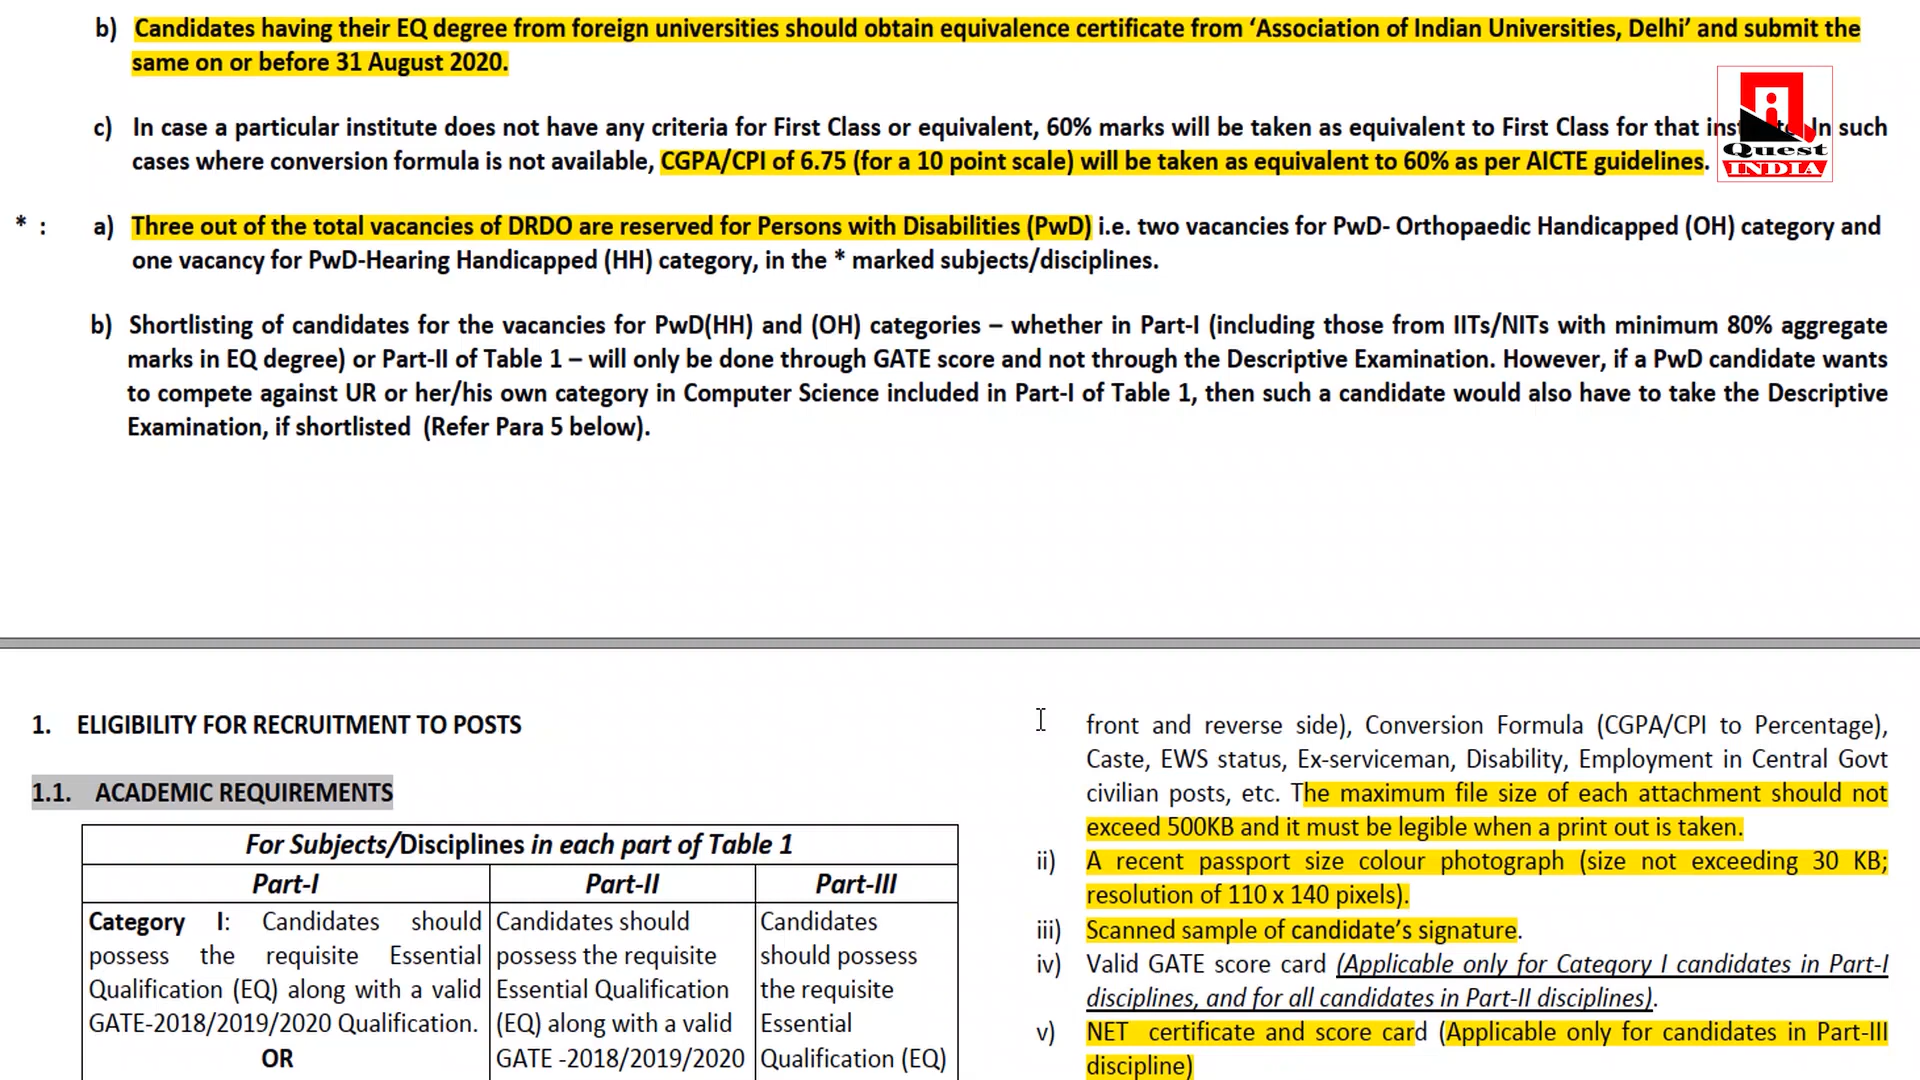 b) Candidates having their EQ degree from foreign universities should obtain equivalence certificate from ‘Association of Indian Universities, Delhi’ and submit the
same on or before 31 August 2020.
c) In case a particular institute does not have any criteria for First Class or equivalent, 60% marks will be taken as equivalent to First Class for that In such
cases where conversion formula is not available, CGPA/CPI of 6.75 (for a 10 point scale) will be taken as equivalent to 60% as per AICTE guidelines.
i
Quest
INDIA
* : a) Three out of the total vacancies of DRDO are reserved for Persons with Disabilities (PwD) i.e. two vacancies for PwD- Orthopaedic Handicapped (OH) category and
one vacancy for PwD-Hearing Handicapped (HH) category, in the * marked subjects/disciplines.
b) Shortlisting of candidates for the vacancies for PwD(HH) and (OH) categories – whether in Part-I (including those from IITs/NITs with minimum 80% aggregate
marks in EQ degree) or Part-II of Table 1 – will only be done through GATE score and not through the Descriptive Examination. However, if a PwD candidate wants
to compete against UR or her/his own category in Computer Science included in Part-I of Table 1, then such a candidate would also have to take the Descriptive
Examination, if shortlisted (Refer Para 5 below).
1. ELIGIBILITY FOR RECRUITMENT TO POSTS
1.1. ACADEMIC REQUIREMENTS
For Subjects/Disciplines in each part of Table 1
Part-I Part-II Part-III
Category I: Candidates should
possess the requisite Essential
Qualification (EQ) along with a valid
GATE-2018/2019/2020 Qualification.
OR
Candidates should
possess the requisite
Essential Qualification
(EQ) along with a valid
GATE -2018/2019/2020
Candidates
should possess
the requisite
Essential
Qualification (EQ)
front and reverse side), Conversion Formula (CGPA/CPI to Percentage),
Caste, EWS status, Ex-serviceman, Disability, Employment in Central Govt
civilian posts, etc. The maximum file size of each attachment should not
exceed 500KB and it must be legible when a print out is taken.
ii) A recent passport size colour photograph (size not exceeding 30 KB;
resolution of 110 x 140 pixels).
iii) Scanned sample of candidate’s signature.
iv) Valid GATE score card (Applicable only for Category I candidates in Part-I
disciplines, and for all candidates in Part-II disciplines).
v) NET certificate and score card (Applicable only for candidates in Part-III
discipline)